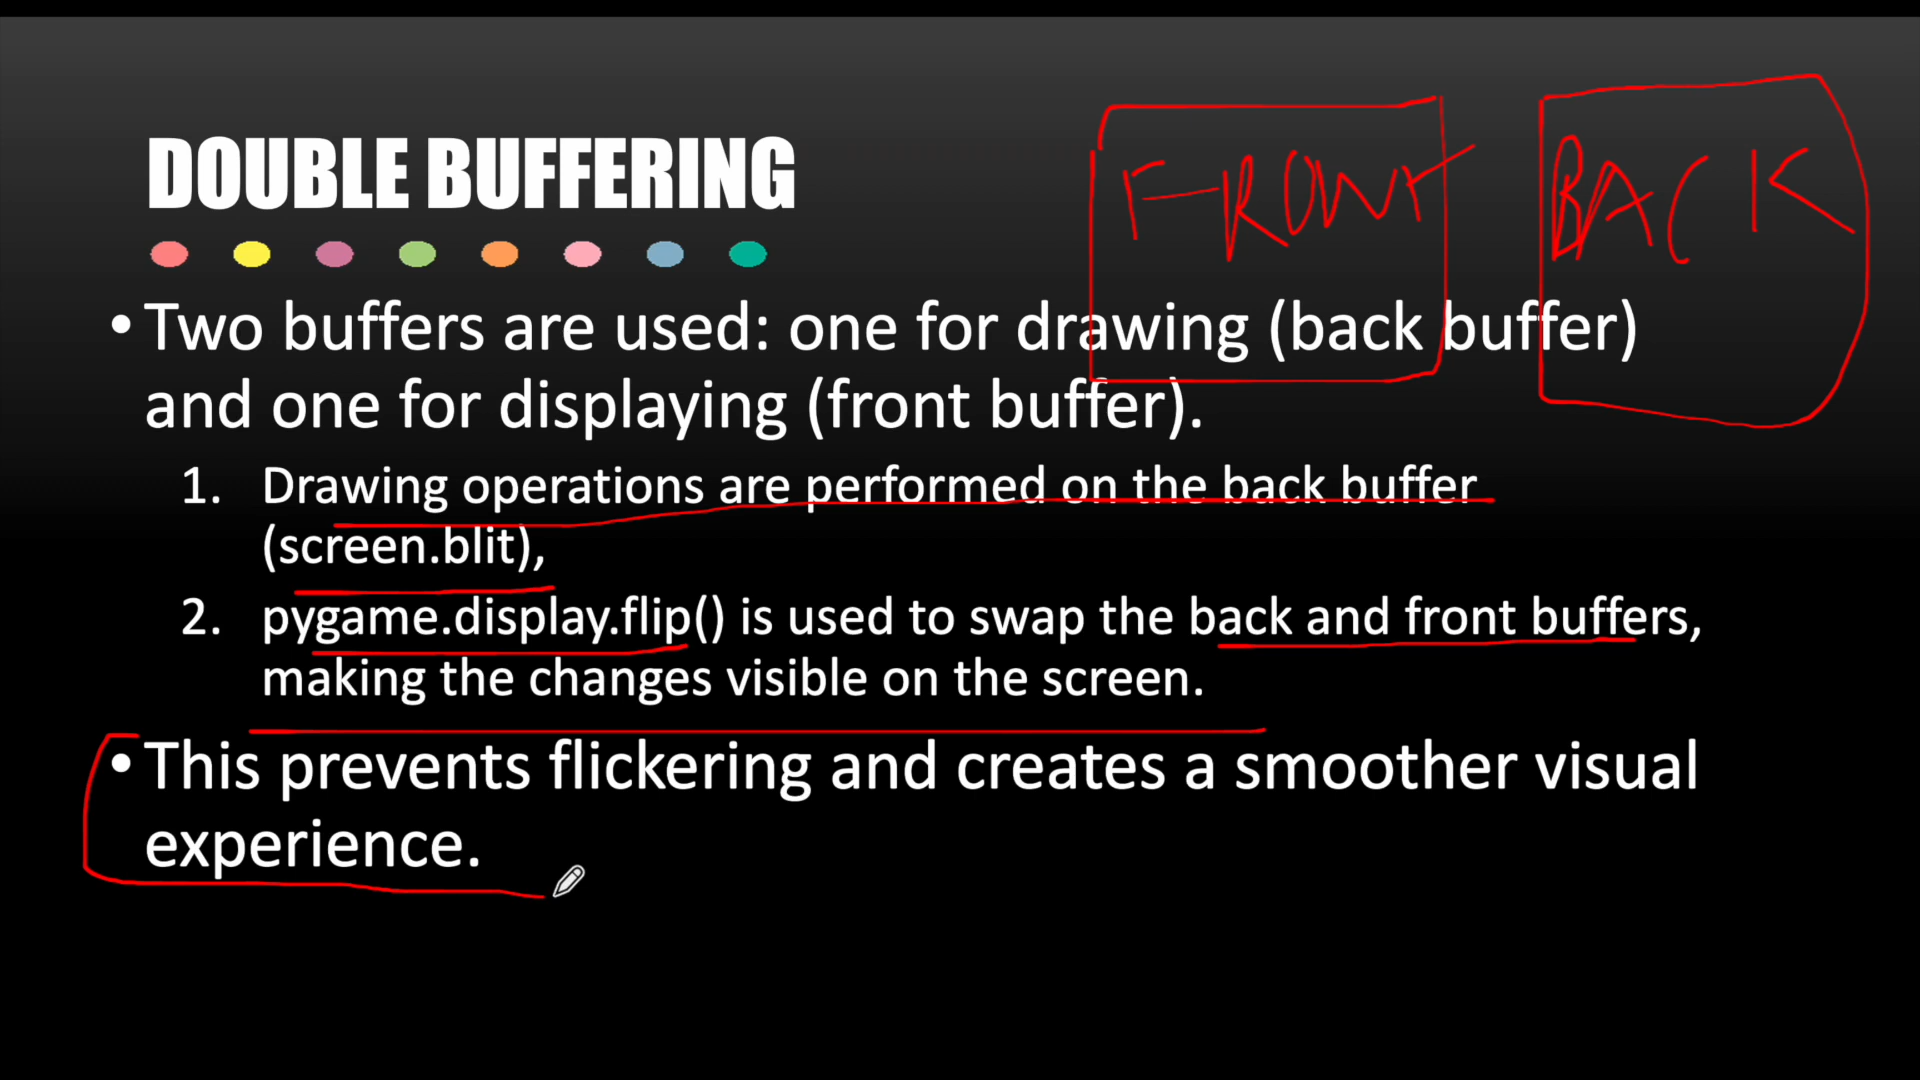 DOUBLE BUFFERING
FRONT
BACK
• Two buffers are used: one for drawing (back buffer)
and one for displaying (front buffer).
1. Drawing operations are performed on the back buffer
(screen.blit),
2. pygame.display.flip() is used to swap the back and front buffers,
making the changes visible on the screen.
• This prevents flickering and creates a smoother visual
experience.